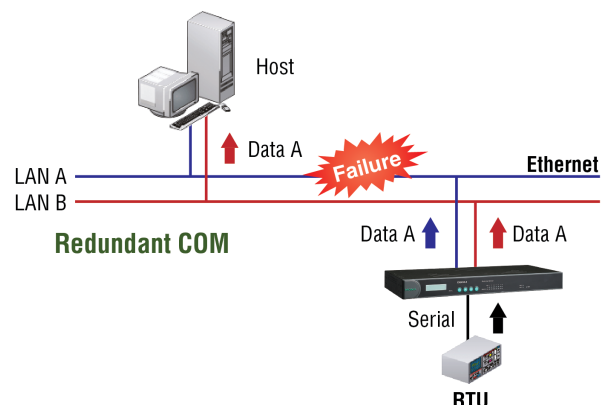 Host
Data A
Failure
Ethernet
LAN A
LAN B
Redundant COM
Data A
Data A
Serial
RTU